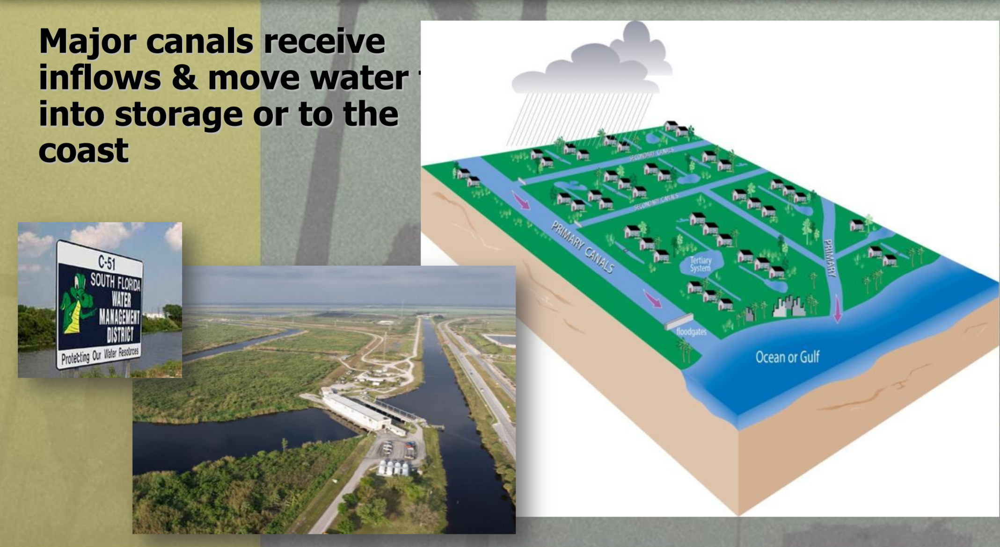 Major canals receive
inflows & move water
into storage or to the
coast
C-51
SOUTH FLORIDA
WATER
MANAGEMENT
DISTRICT
Protecting Our Water Resources
SECONDARY CANALS
SECONDARY CANALS
PRIMARY CANALS
PRIMARY
Tertiary
System
floodgates
Ocean or Gulf